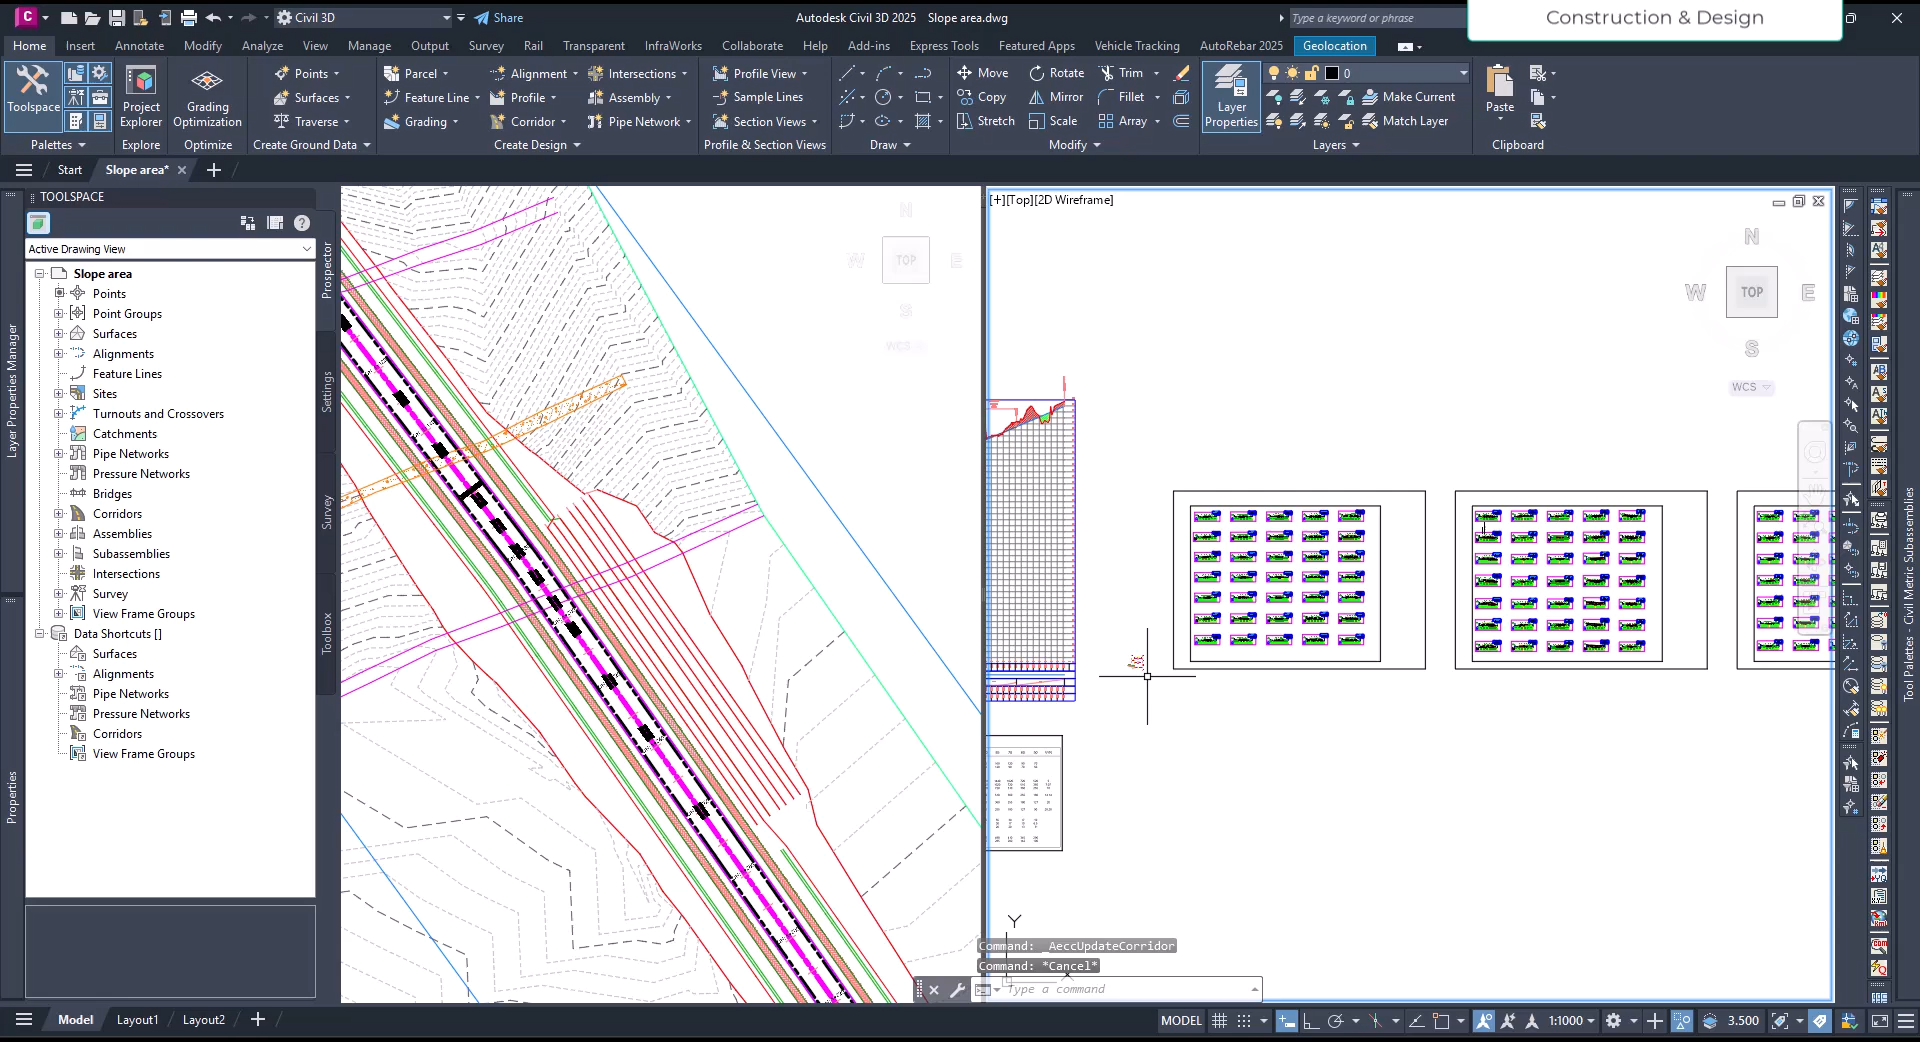 Civil 3D
Share
Autodesk Civil 3D 2025 Slope area.dwg
Type a keyword or phrase
Construction & Design
Home Insert Annotate Modify Analyze View Manage Output Survey Rail Transparent InfraWorks Collaborate Help Add-ins Express Tools Featured Apps Vehicle Tracking AutoRebar 2025 Geolocation
Toolspace
Project Explorer
Grading Optimization
Points
Surfaces
Traverse
Parcel
Feature Line
Grading
Alignment
Profile
Corridor
Intersections
Assembly
Pipe Network
Profile View
Sample Lines
Section Views
Move
Copy
Stretch
Rotate
Mirror
Scale
Trim
Fillet
Array
Layer Properties
0
Make Current
Match Layer
Paste
Palettes
Explore
Optimize
Create Ground Data
Create Design
Profile & Section Views
Draw
Modify
Layers
Clipboard
Start
Slope area*
TOOLSPACE
Active Drawing View
Slope area
Points
Point Groups
Surfaces
Alignments
Feature Lines
Sites
Turnouts and Crossovers
Catchments
Pipe Networks
Pressure Networks
Bridges
Corridors
Assemblies
Subassemblies
Intersections
Survey
View Frame Groups
Data Shortcuts []
Surfaces
Alignments
Pipe Networks
Pressure Networks
Corridors
View Frame Groups
Layer Properties Manager
Properties
Prospector
Settings
Survey
Toolbox
N
W TOP E
S
WCS
[+][Top][2D Wireframe]
N
W TOP E
S
WCS
Y
X
Tool Palettes - Civil Metric Subassemblies
Command: _AeccUpdateCorridor
Command: *Cancel*
Type a command
Model Layout1 Layout2
MODEL
1:1000
3.500